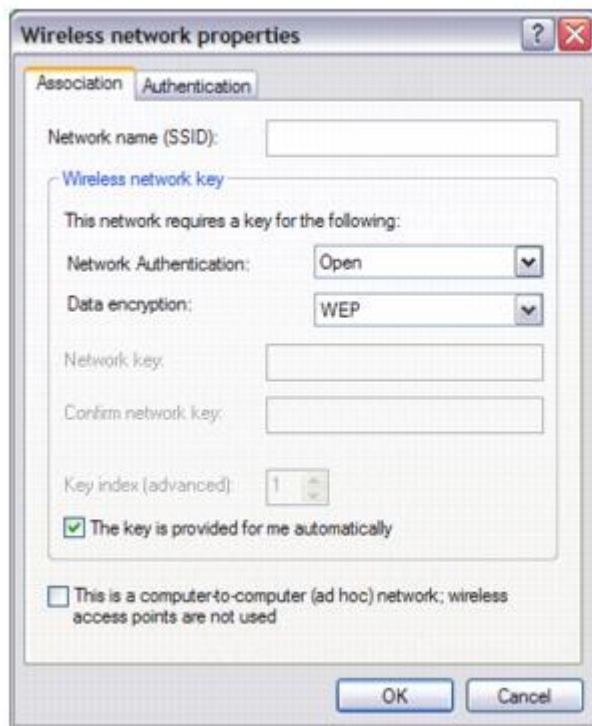 Wireless network properties
Association Authentication
Network name (SSID):
Wireless network key
This network requires a key for the following:
Network Authentication: Open
Data encryption: WEP
Network key:
Confirm network key:
Key index (advanced): 1
The key is provided for me automatically
This is a computer-to-computer (ad hoc) network; wireless
access points are not used
OK Cancel